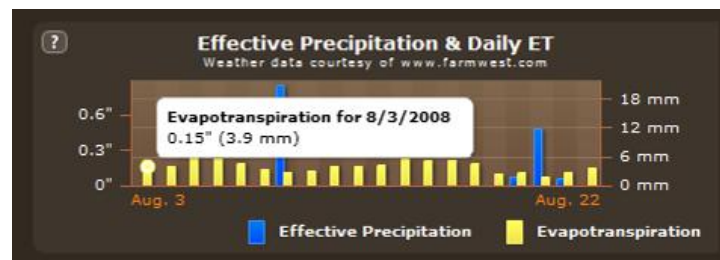 ?
Effective Precipitation & Daily ET
Weather data courtesy of www.farmwest.com
Evapotranspiration for 8/3/2008
0.15" (3.9 mm)
0.6"
0.3"
0"
18 mm
12 mm
6 mm
0 mm
Aug. 3
Aug. 22
Effective Precipitation
Evapotranspiration